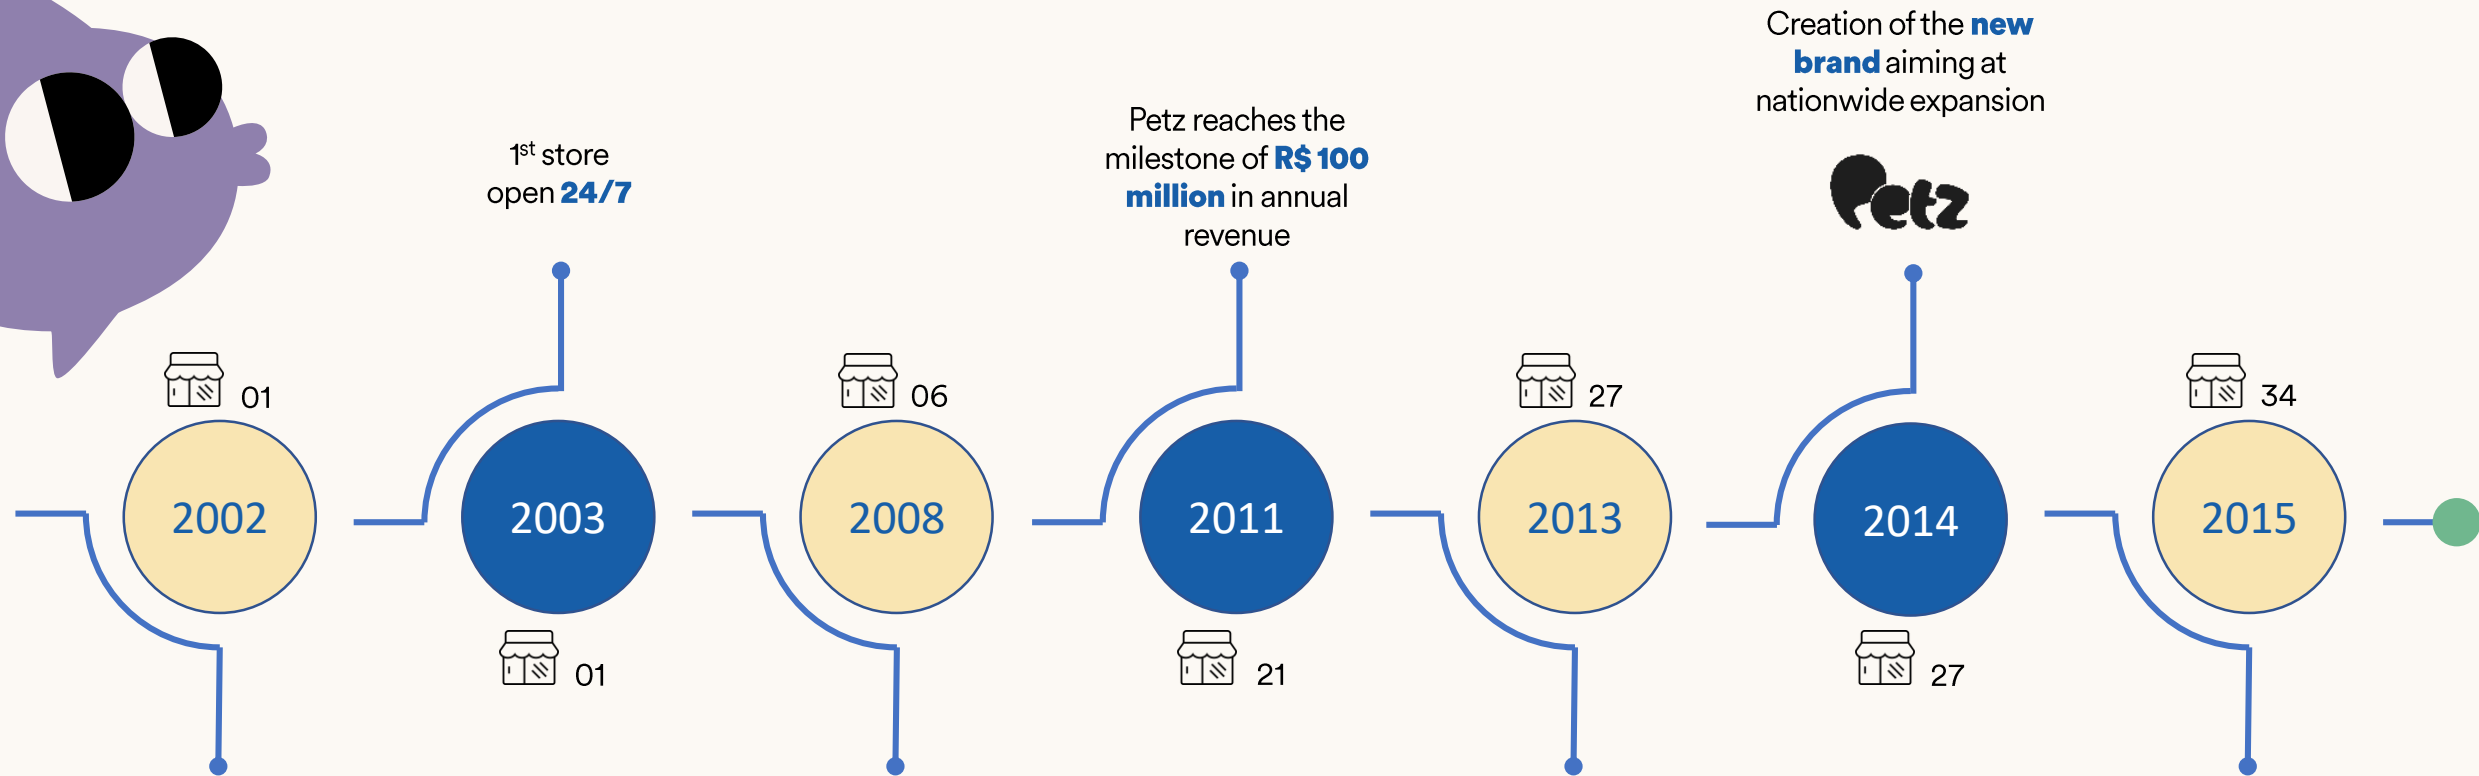 Creation of the new
brand aiming at
nationwide expansion
Petz
Petz reaches the
milestone of R$ 100
million in annual
revenue
1st store
open 24/7
01
06
27
34
2002
2003
2008
2011
2013
2014
2015
01
21
27